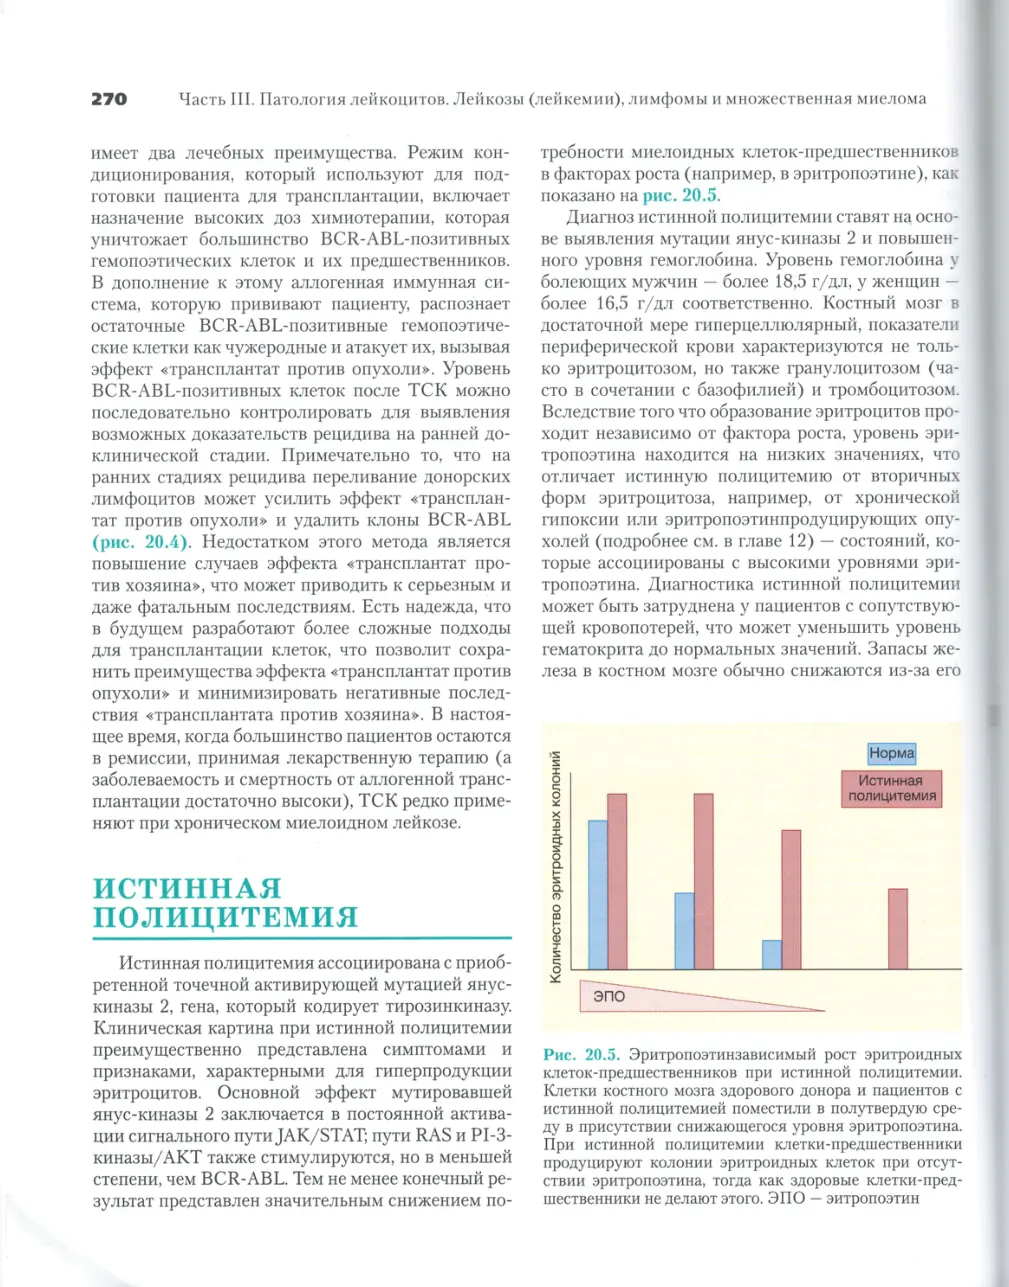 270 Часть III. Патология лейкоцитов. Лейкозы (лейкемии), лимфомы и множественная миелома
имеет два лечебных преимущества. Режим кон-
диционирования, который используют для под-
готовки пациента для трансплантации, включает
назначение высоких доз химиотерапии, которая
уничтожает большинство BCR-ABL-позитивных
гемопоэтических клеток и их предшественников.
В дополнение к этому аллогенная иммунная си-
стема, которую прививают пациенту, распознает
остаточные BCR-ABL-позитивные гемопоэтиче-
ские клетки как чужеродные и атакует их, вызывая
эффект «трансплантат против опухоли». Уровень
BCR-ABL-позитивных клеток после ТСК можно
последовательно контролировать для выявления
возможных доказательств рецидива на ранней до-
клинической стадии. Примечательно то, что на
ранних стадиях рецидива переливание донорских
лимфоцитов может усилить эффект «трансплан-
тат против опухоли» и удалить клоны BCR-ABL
(рис. 20.4). Недостатком этого метода является
повышение случаев эффекта «трансплантат про-
тив хозяина», что может приводить к серьезным и
даже фатальным последствиям. Есть надежда, что
в будущем разработают более сложные подходы
для трансплантации клеток, что позволит сохра-
нить преимущества эффекта «трансплантат против
опухоли» и минимизировать негативные послед-
ствия «трансплантата против хозяина». В настоя-
щее время, когда большинство пациентов остаются
в ремиссии, принимая лекарственную терапию (а
заболеваемость и смертность от аллогенной транс-
плантации достаточно высоки), ТСК редко приме-
няют при хроническом миелоидном лейкозе.
ИСТИННАЯ
ПОЛИЦИТЕМИЯ
Истинная полицитемия ассоциирована с приоб-
ретенной точечной активирующей мутацией янус-
киназы 2, гена, который кодирует тирозинкиназу.
Клиническая картина при истинной полицитемии
преимущественно представлена симптомами и
признаками, характерными для гиперпродукции
эритроцитов. Основной эффект мутировавшей
янус-киназы 2 заключается в постоянной актива-
ции сигнального пути JAK/STAT; пути RAS и PI-3-
киназы/AKT также стимулируются, но в меньшей
степени, чем BCR-ABL. Тем не менее конечный ре-
зультат представлен значительным снижением по-
требности миелоидных клеток-предшественников
в факторах роста (например, в эритропоэтине), как
показано на рис. 20.5.
Диагноз истинной полицитемии ставят на осно-
ве выявления мутации янус-киназы 2 и повышен-
ного уровня гемоглобина. Уровень гемоглобина у
болеющих мужчин — более 18,5 г/дл, у женщин —
более 16,5 г/дл соответственно. Костный мозг в
достаточной мере гиперцеллюлярный, показатели
периферической крови характеризуются не толь-
ко эритроцитозом, но также гранулоцитозом (ча-
сто в сочетании с базофилией) и тромбоцитозом.
Вследствие того что образование эритроцитов про-
ходит независимо от фактора роста, уровень эри-
тропоэтина находится на низких значениях, что
отличает истинную полицитемию от вторичных
форм эритроцитоза, например, от хронической
гипоксии или эритропоэтинпродуцирующих опу-
холей (подробнее см. в главе 12) — состояний, ко-
торые ассоциированы с высокими уровнями эри-
тропоэтина. Диагностика истинной полицитемии
может быть затруднена у пациентов с сопутствую-
щей кровопотерей, что может уменьшить уровень
гематокрита до нормальных значений. Запасы же-
леза в костном мозге обычно снижаются из-за его
Количество эритроидных колоний
Норма
Истинная
полицитемия
ЭПО
Рис. 20.5. Эритропоэтинзависимый рост эритроидных
клеток-предшественников при истинной полицитемии.
Клетки костного мозга здорового донора и пациентов с
истинной полицитемией поместили в полутвердую сре-
ду в присутствии снижающегося уровня эритропоэтина.
При истинной полицитемии клетки-предшественники
продуцируют колонии эритроидных клеток при отсут-
ствии эритропоэтина, тогда как здоровые клетки-пред-
шественники не делают этого. ЭПО — эитропоэтин